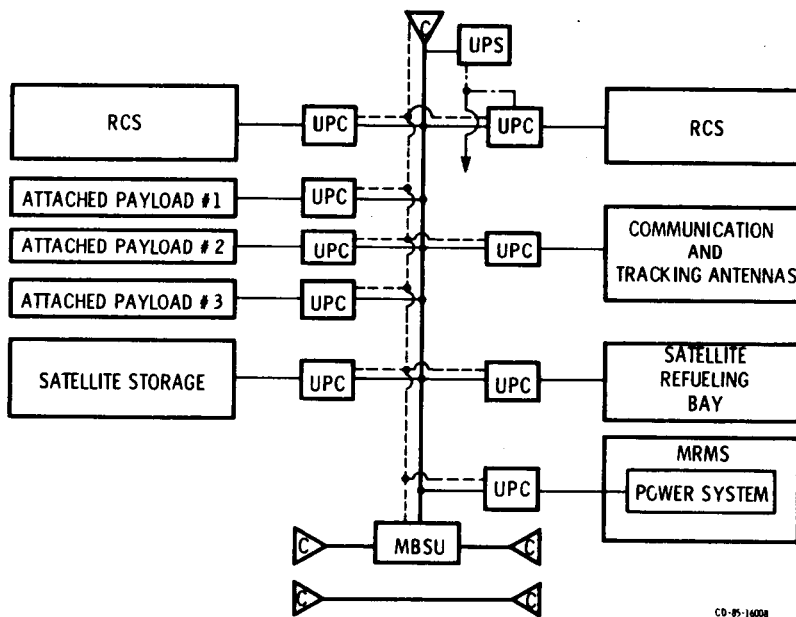 C
UPS
RCS
UPC
UPC
RCS
ATTACHED PAYLOAD #1
UPC
ATTACHED PAYLOAD #2
UPC
UPC
COMMUNICATION
AND
TRACKING ANTENNAS
ATTACHED PAYLOAD #3
UPC
SATELLITE STORAGE
UPC
UPC
SATELLITE
REFUELING
BAY
MRMS
UPC
POWER SYSTEM
C
MBSU
C
C
C
CD-85-16008